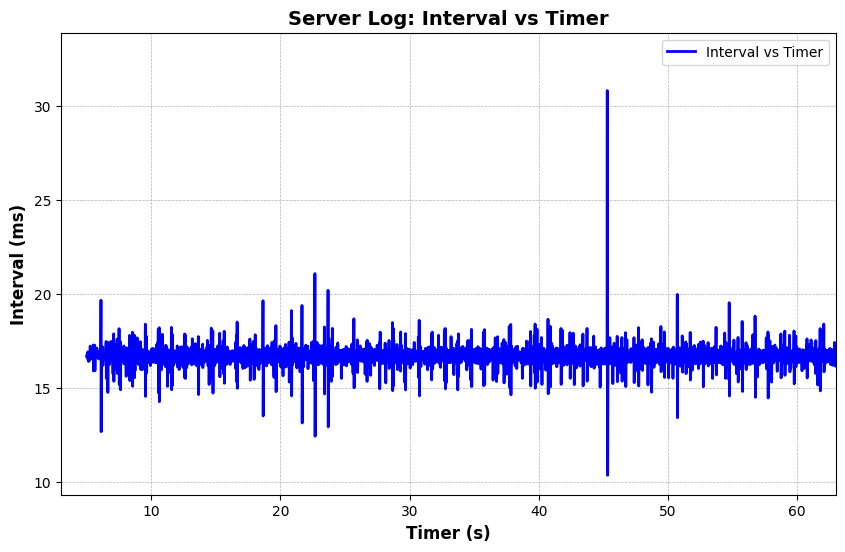 Server Log: Interval vs Timer
Interval vs Timer
30
25
20
15
10
Interval (ms)
10 20 30 40 50 60
Timer (s)